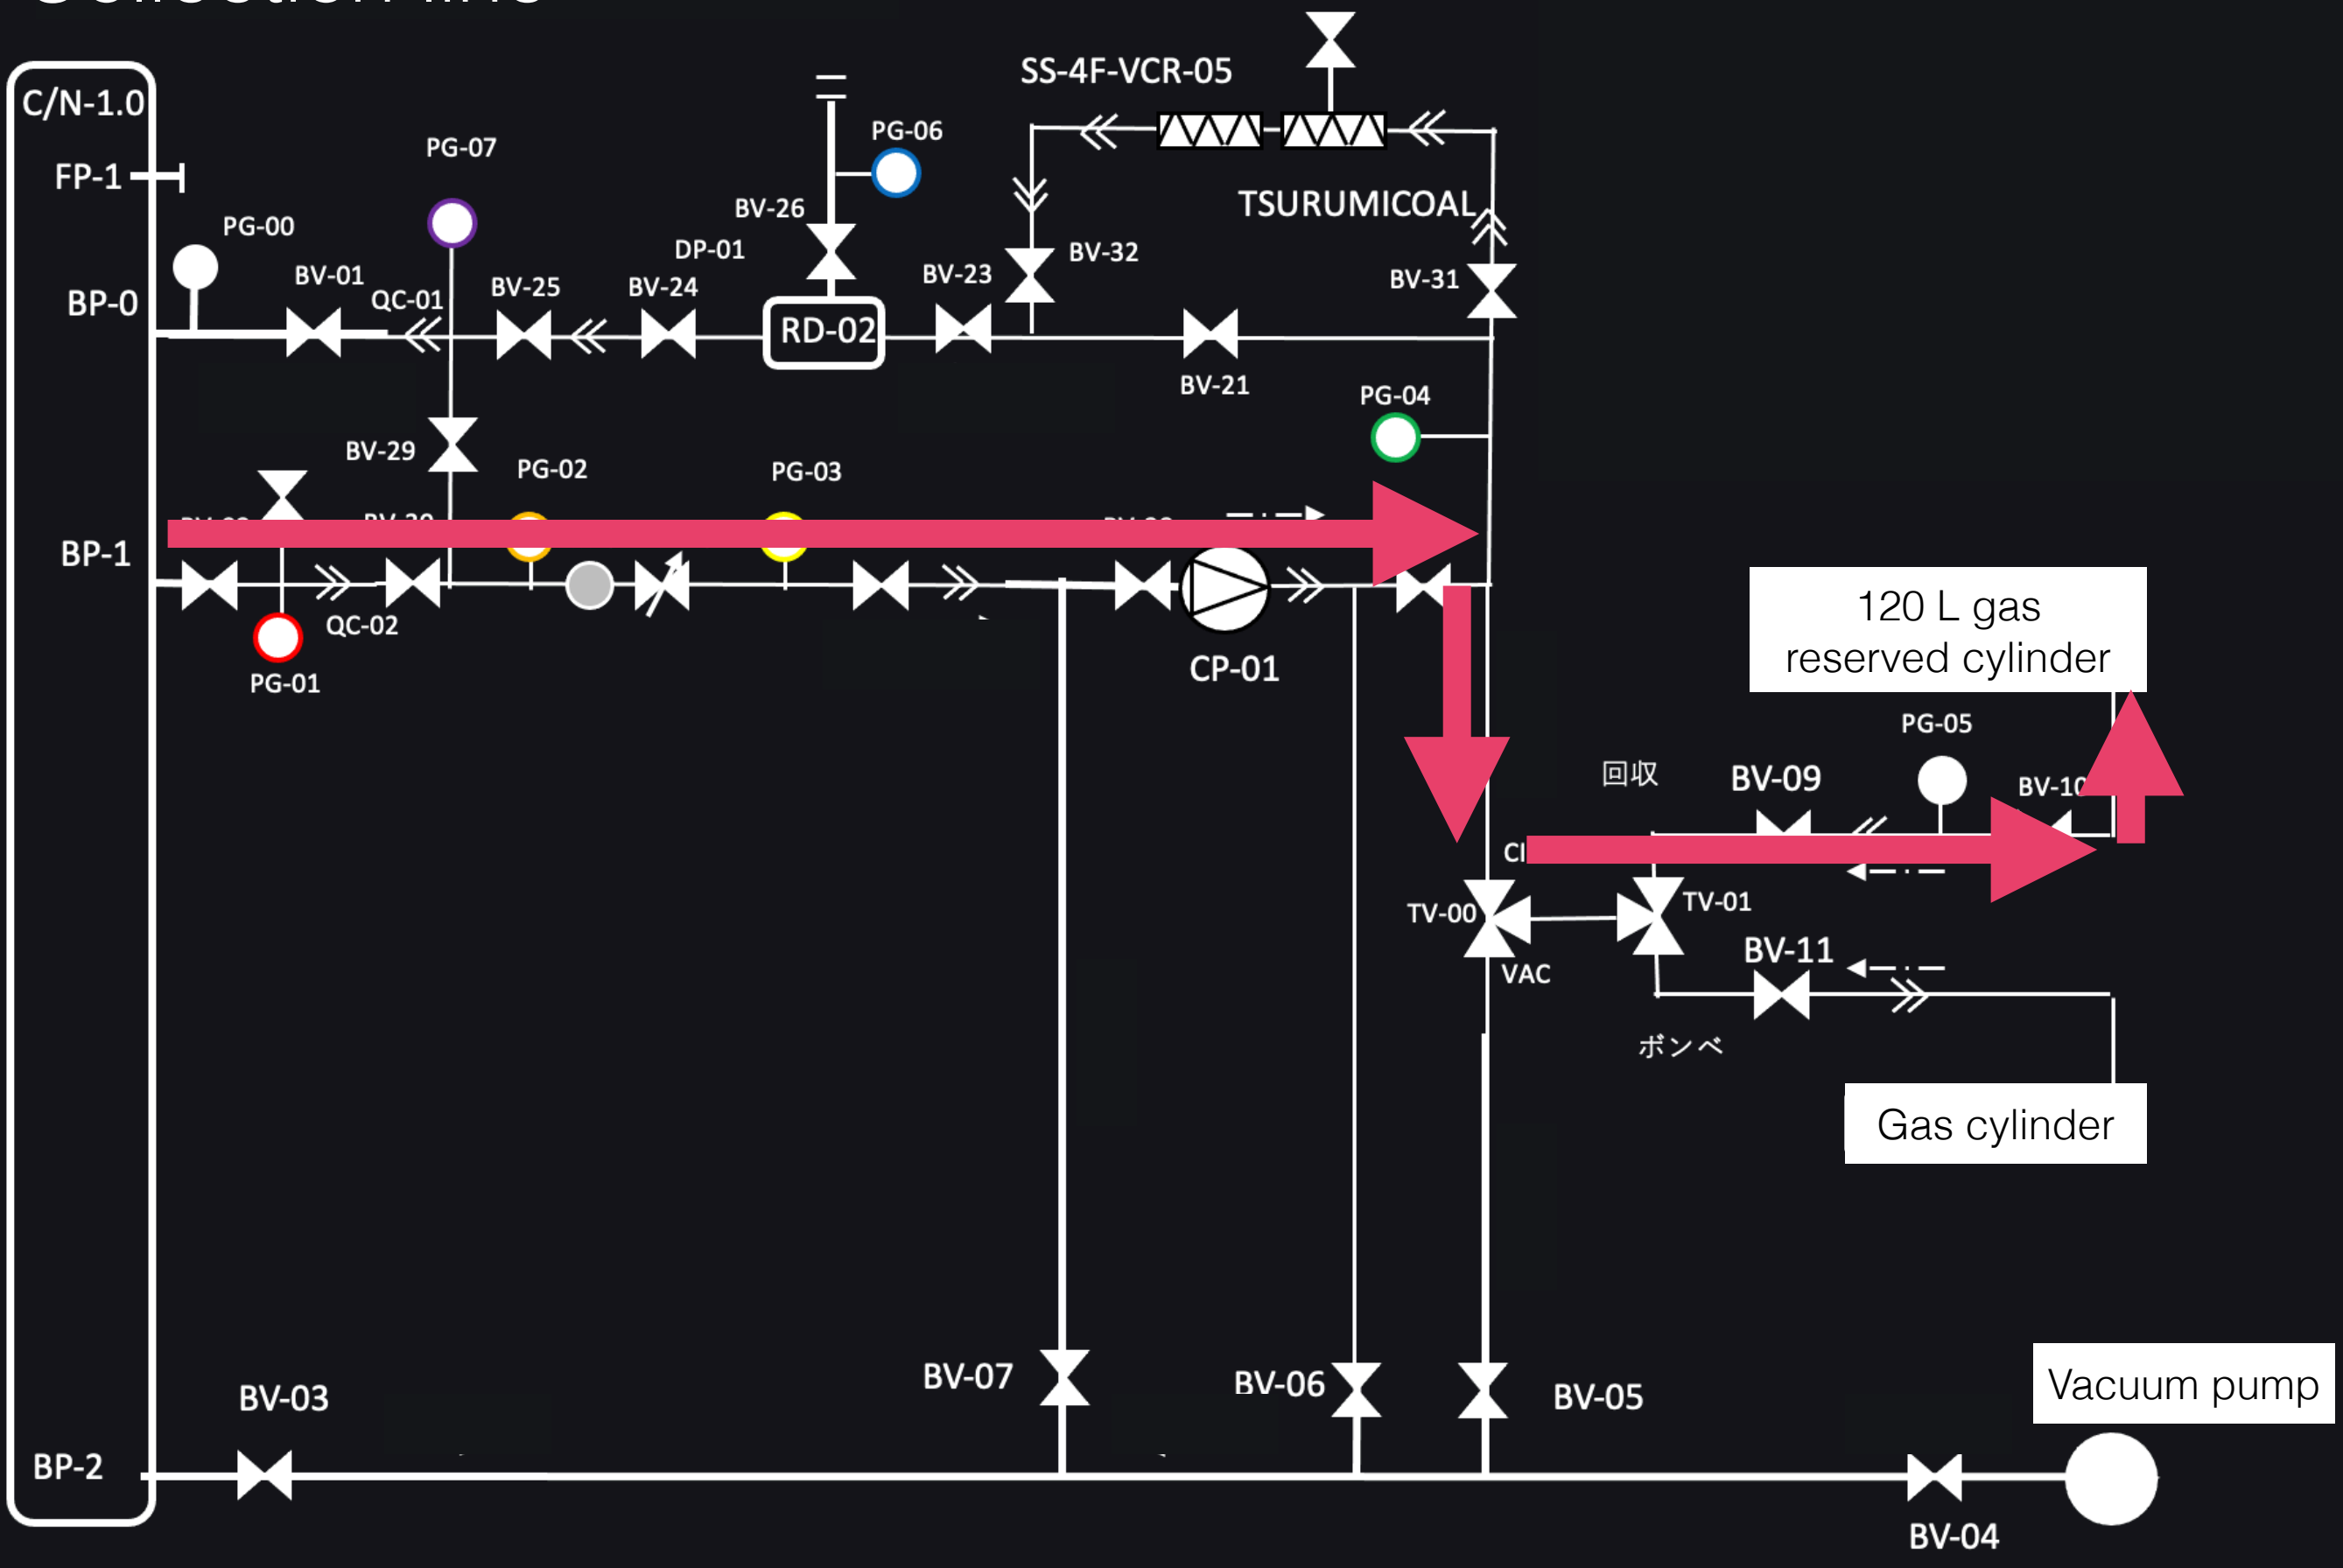 C/N-1.0
SS-4F-VCR-05
PG-06
PG-07
FP-1
TSURUMICOAL
BV-26
PG-00
DP-01
BV-32
BV-23
BV-31
BV-01
BV-25
BV-24
QC-01
BP-0
RD-02
BV-21
PG-04
BV-29
PG-02
PG-03
BP-1
120 L gas
reserved cylinder
QC-02
CP-01
PG-01
PG-05
回収
BV-09
BV-10
TV-00
TV-01
BV-11
VAC
ボンベ
Gas cylinder
BV-07
BV-06
BV-05
Vacuum pump
BV-03
BP-2
BV-04